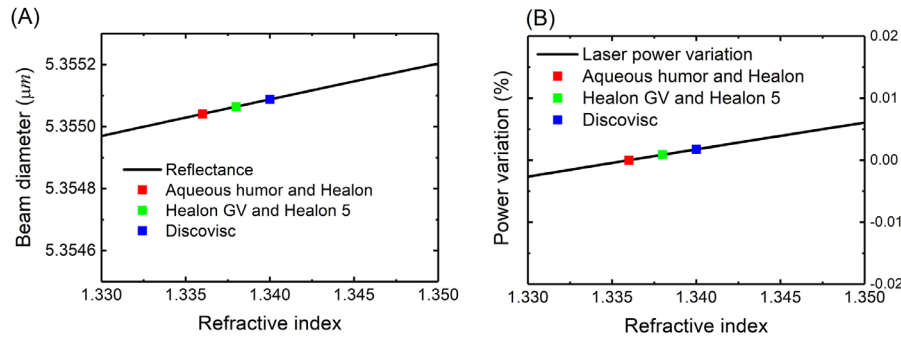 (A)
Beam diameter (μm)
5.3552
5.3550
5.3548
5.3546
Reflectance
Aqueous humor and Healon
Healon GV and Healon 5
Discovisc
1.330 1.335 1.340 1.345 1.350
Refractive index
(B)
Power variation (%)
Laser power variation
Aqueous humor and Healon
Healon GV and Healon 5
Discovisc
0.02
0.01
0.00
-0.01
-0.02
1.330 1.335 1.340 1.345 1.350
Refractive index